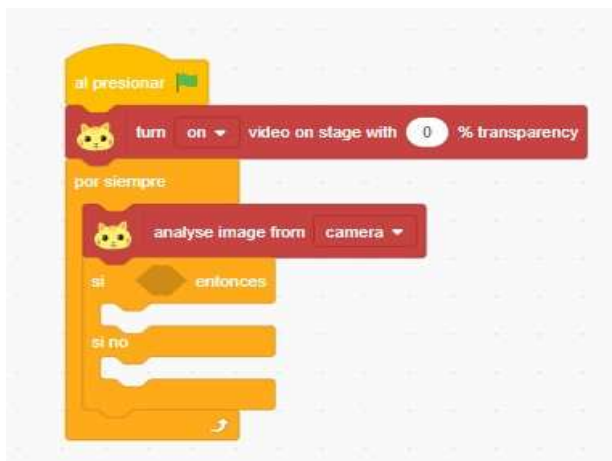 al presionar
turn on video on stage with 0 % transparency
por siempre
analyse image from camera
si entonces
si no